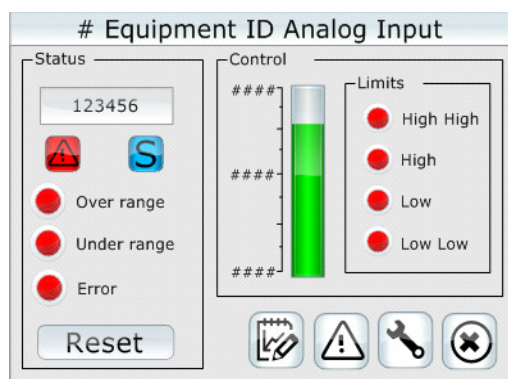 # Equipment ID Analog Input
Status
123456
S
Over range
Under range
Error
Reset
Control
####
####
####
Limits
High High
High
Low
Low Low